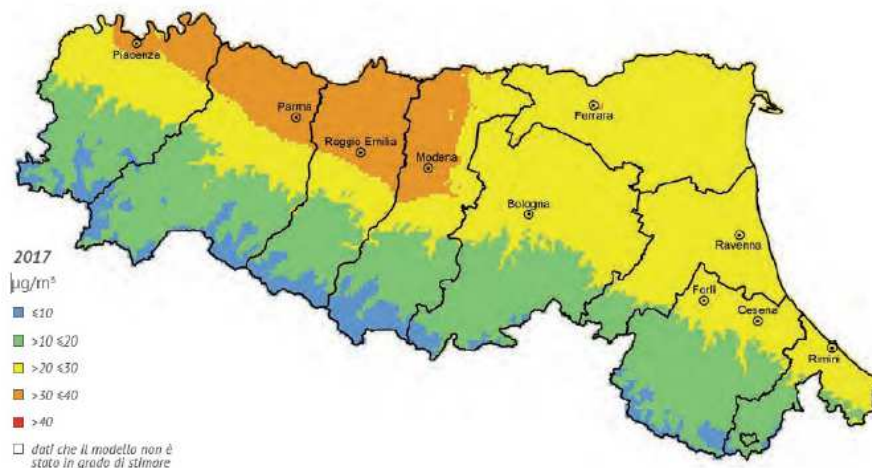 Piacenza
Parma
Reggio Emilia
Modena
Ferrara
Bologna
Ravenna
Forlì
Cesena
Rimini
2017
µg/m³
≤10
>10 ≤20
>20 ≤30
>30 ≤40
>40
dati che il modello non è
stato in grado di stimare